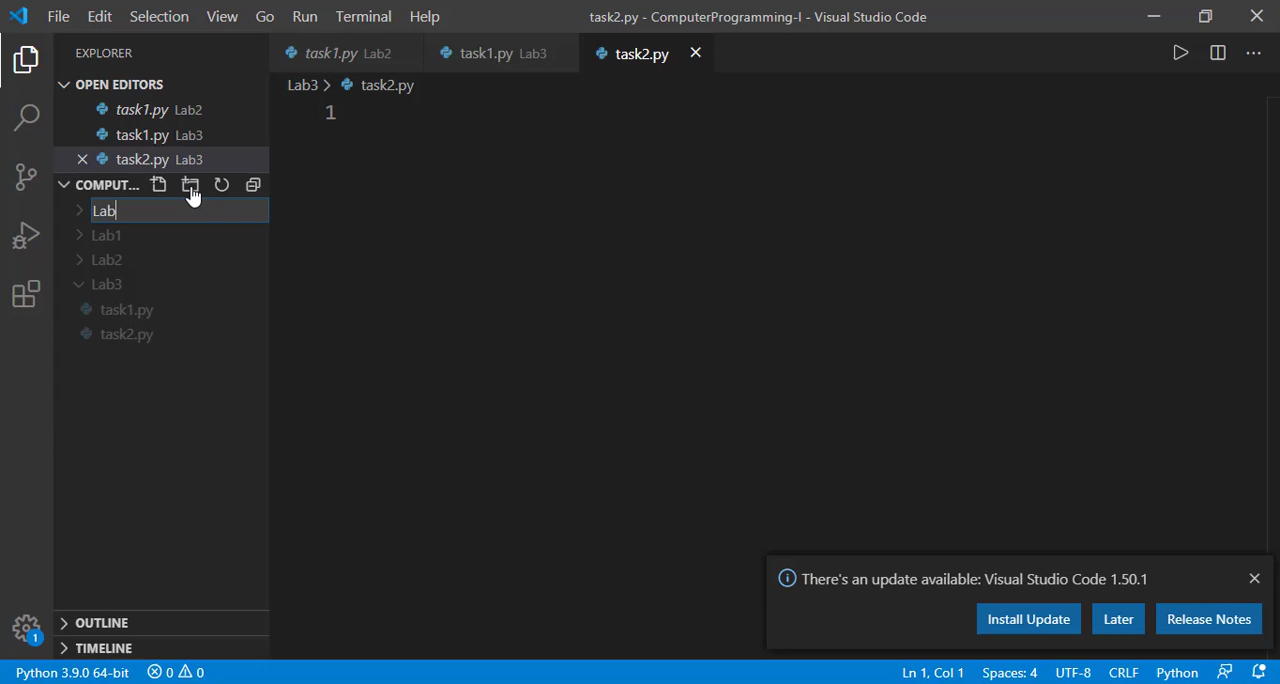 File Edit Selection View Go Run Terminal Help
task2.py - ComputerProgramming-I - Visual Studio Code
EXPLORER
task1.py Lab2
task1.py Lab3
task2.py
OPEN EDITORS
task1.py Lab2
task1.py Lab3
task2.py Lab3
COMPUT...
Lab
Lab1
Lab2
Lab3
task1.py
task2.py
OUTLINE
TIMELINE
Lab3 > task2.py
1
There's an update available: Visual Studio Code 1.50.1
Install Update Later Release Notes
1
Python 3.9.0 64-bit 0 0 Ln 1, Col 1 Spaces: 4 UTF-8 CRLF Python